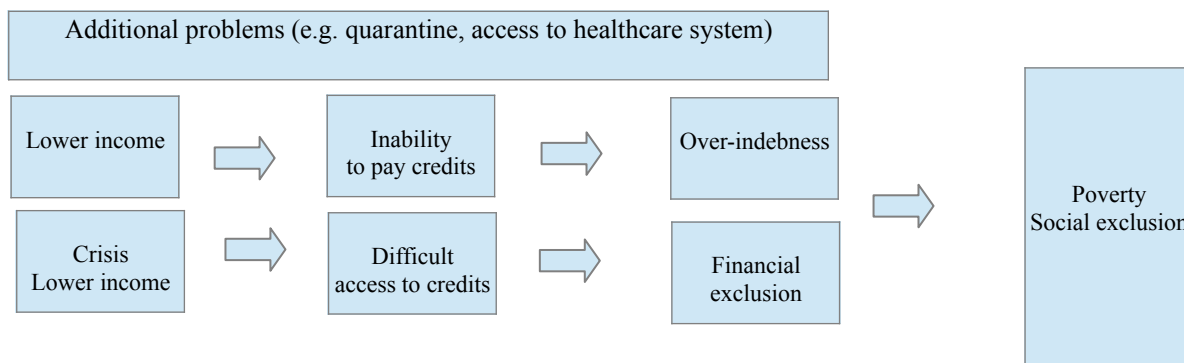 Additional problems (e.g. quarantine, access to healthcare system)
Lower income
Inability
to pay credits
Over-indebness
Crisis
Lower income
Difficult
access to credits
Financial
exclusion
Poverty
Social exclusion